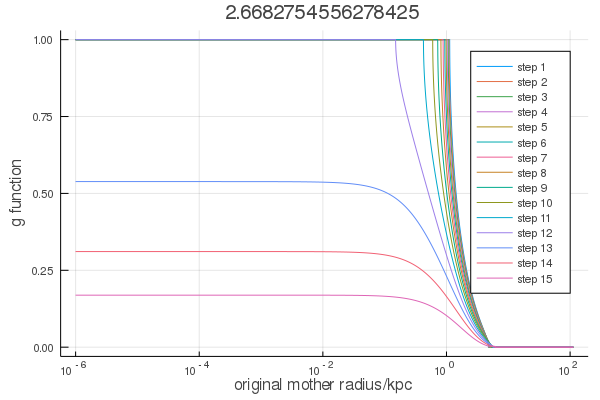 2.6682754556278425
g function
1.00
0.75
0.50
0.25
0.00
step 1
step 2
step 3
step 4
step 5
step 6
step 7
step 8
step 9
step 10
step 11
step 12
step 13
step 14
step 15
10^-6
10^-4
10^-2
10^0
10^2
original mother radius/kpc